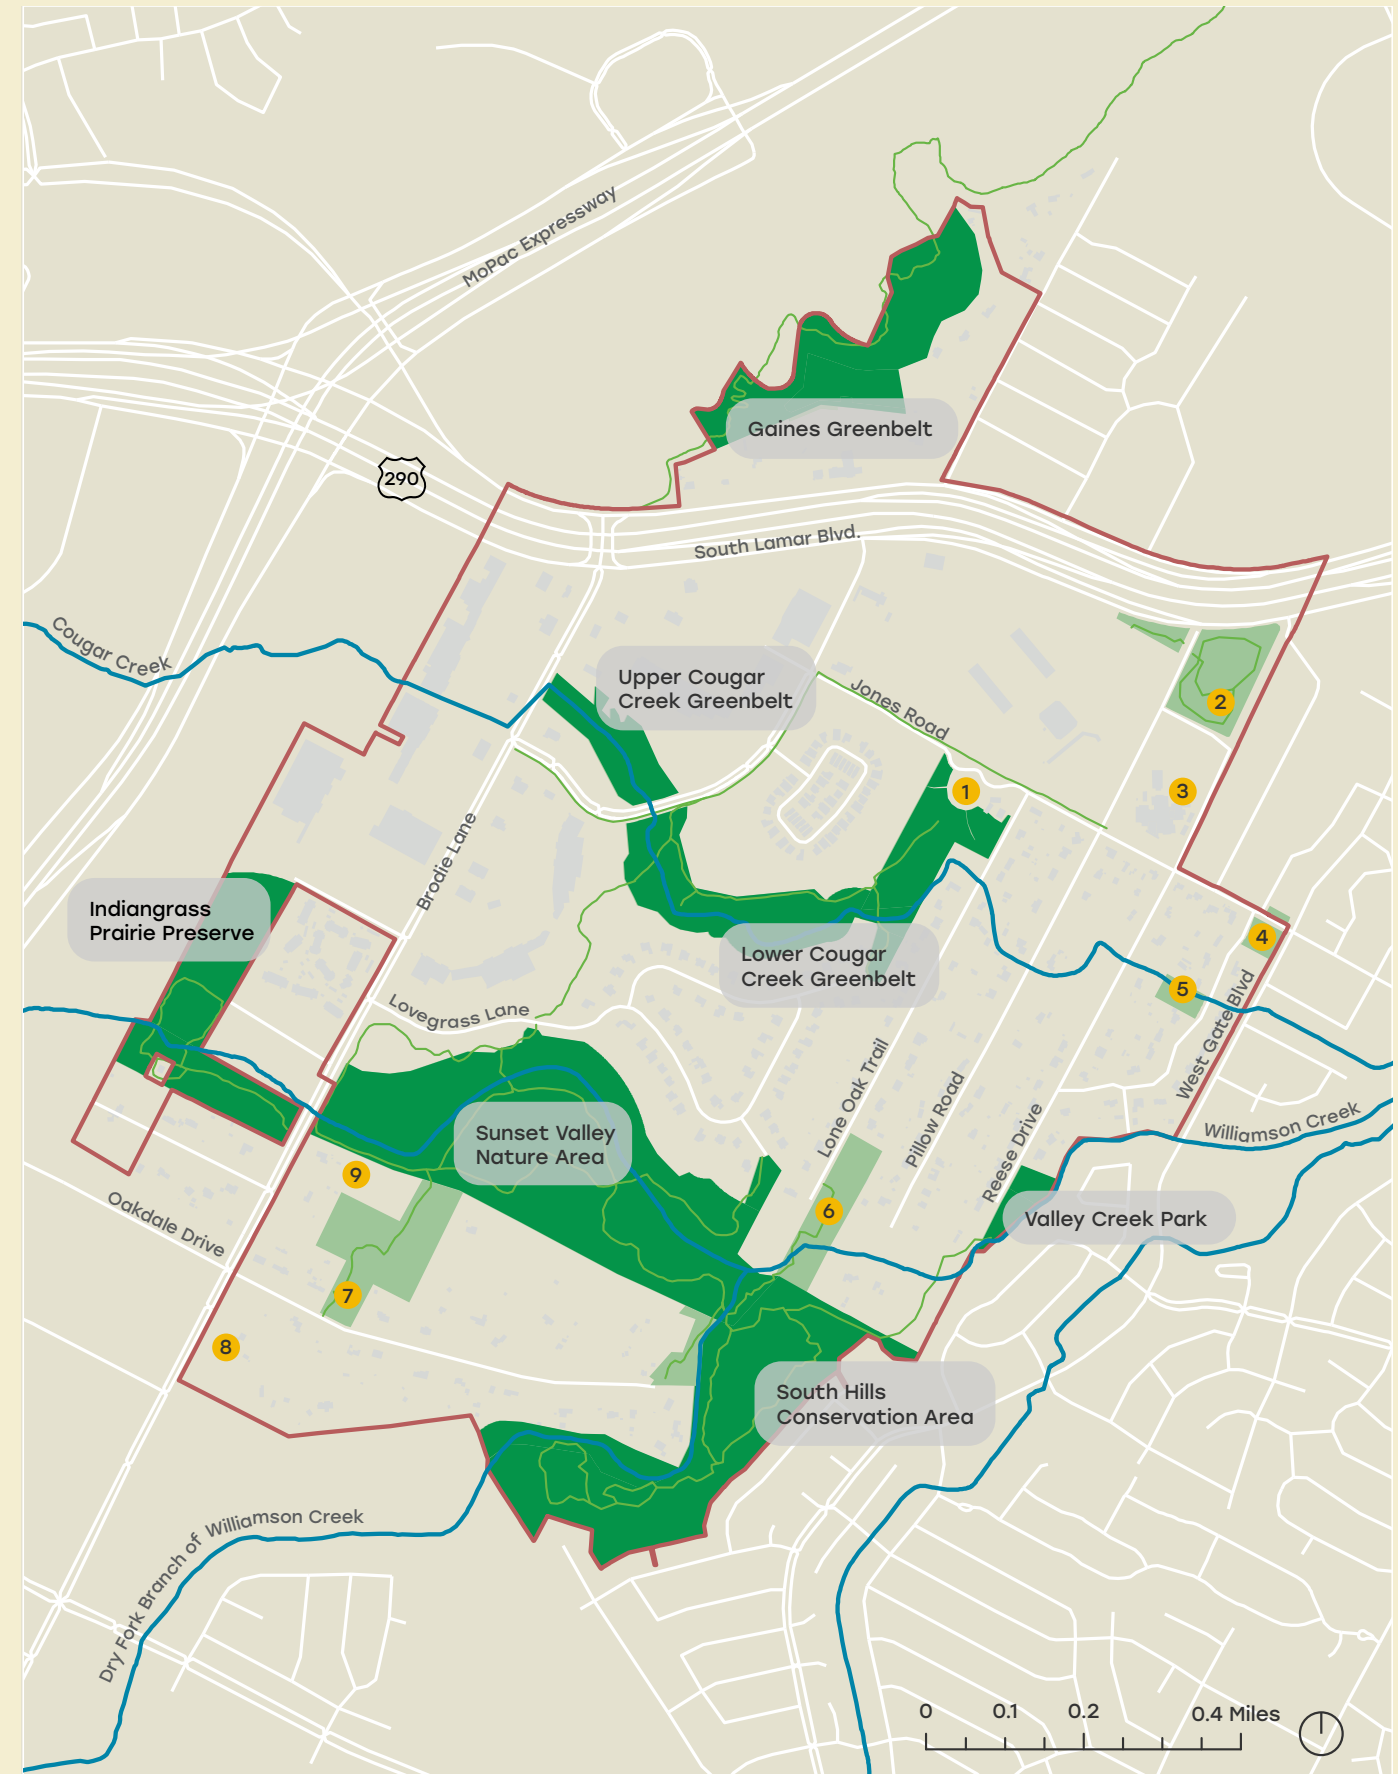 MoPac Expressway
Gaines Greenbelt
290
South Lamar Blvd.
Cougar Creek
Upper Cougar
Creek Greenbelt
Jones Road
2
1
3
Brodie Lane
Indiangrass
Prairie Preserve
4
Lower Cougar
Creek Greenbelt
5
Lovegrass Lane
West Gate Blvd
Lone Oak Trail
Pillow Road
Reese Drive
Williamson Creek
Sunset Valley
Nature Area
9
Oakdale Drive
6
Valley Creek Park
7
8
South Hills
Conservation Area
Dry Fork Branch of Williamson Creek
0 0.1 0.2 0.4 Miles